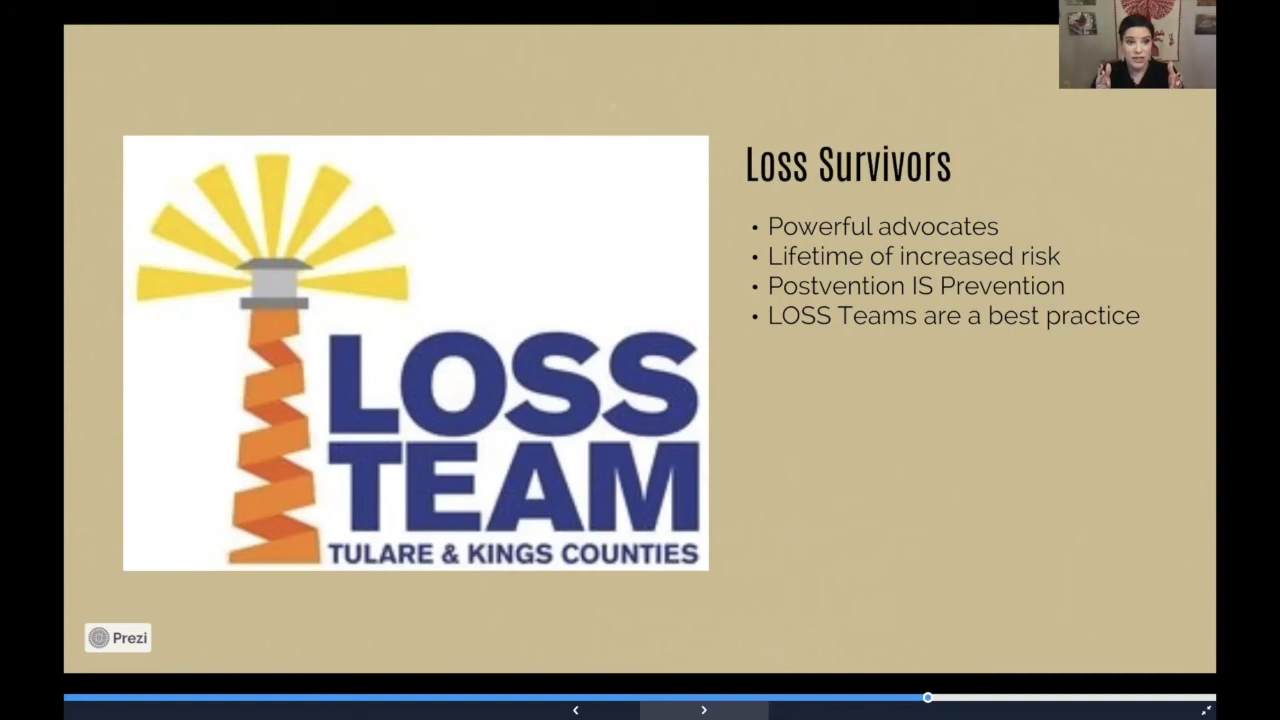 Loss Survivors
• Powerful advocates
• Lifetime of increased risk
• Postvention IS Prevention
• LOSS Teams are a best practice
LOSS
TEAM
TULARE & KINGS COUNTIES
Prezi